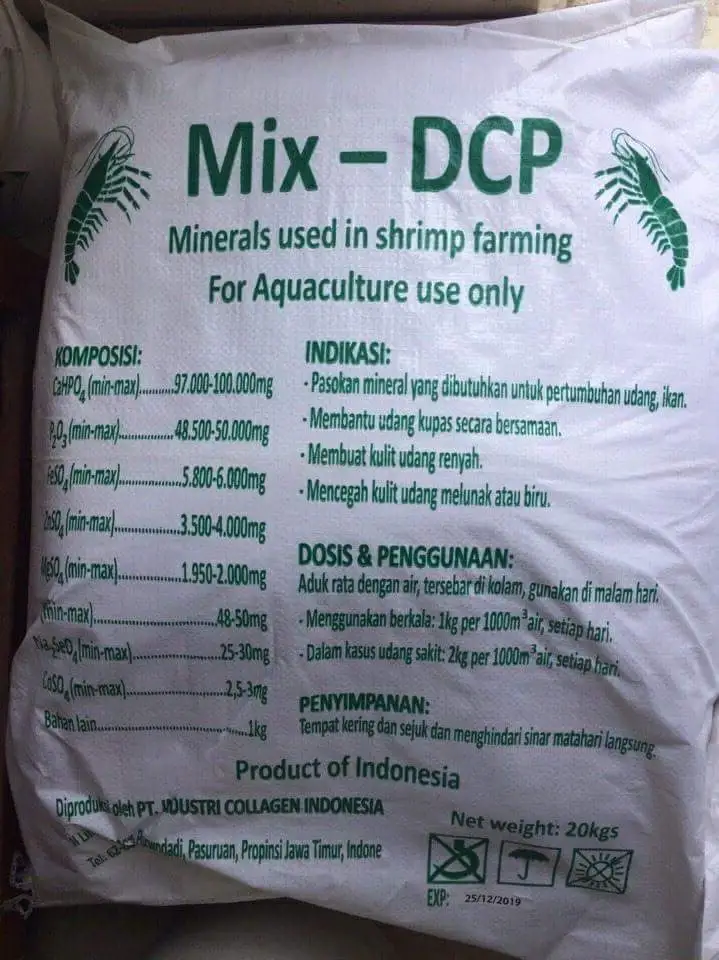 Mix – DCP
Minerals used in shrimp farming
For Aquaculture use only
KOMPOSISI:
CaHPO₄ (min-max)..........97.000-100.000mg
P₂O₃ (min-max)...............48.500-50.000mg
FeSO₄ (min-max)..................5.800-6.000mg
ZnSO₄ (min-max)..................3.500-4.000mg
MgSO₄ (min-max)..................1.950-2.000mg
(min-max)..................................48-50mg
(min-max)........................25-30mg
CoSO₄ (min-max)........................2,5-3mg
Bahan lain........................................1kg
INDIKASI:
- Pasokan mineral yang dibutuhkan untuk pertumbuhan udang, ikan.
- Membantu udang kupas secara bersamaan.
- Membuat kulit udang renyah.
- Mencegah kulit udang melunak atau biru.
DOSIS & PENGGUNAAN:
Aduk rata dengan air, tersebar di kolam, gunakan di malam hari.
- Menggunakan berkala: 1kg per 1000m³ air, setiap hari.
- Dalam kasus udang sakit: 2kg per 1000m³ air, setiap hari.
PENYIMPANAN:
Tempat kering dan sejuk dan menghindari sinar matahari langsung.
Product of Indonesia
Diproduksi oleh PT. COLLAGEN INDONESIA
Pasuruan, Propinsi Jawa Timur, Indone
Tel:
Net weight: 20kgs
EXP: 25/12/2019